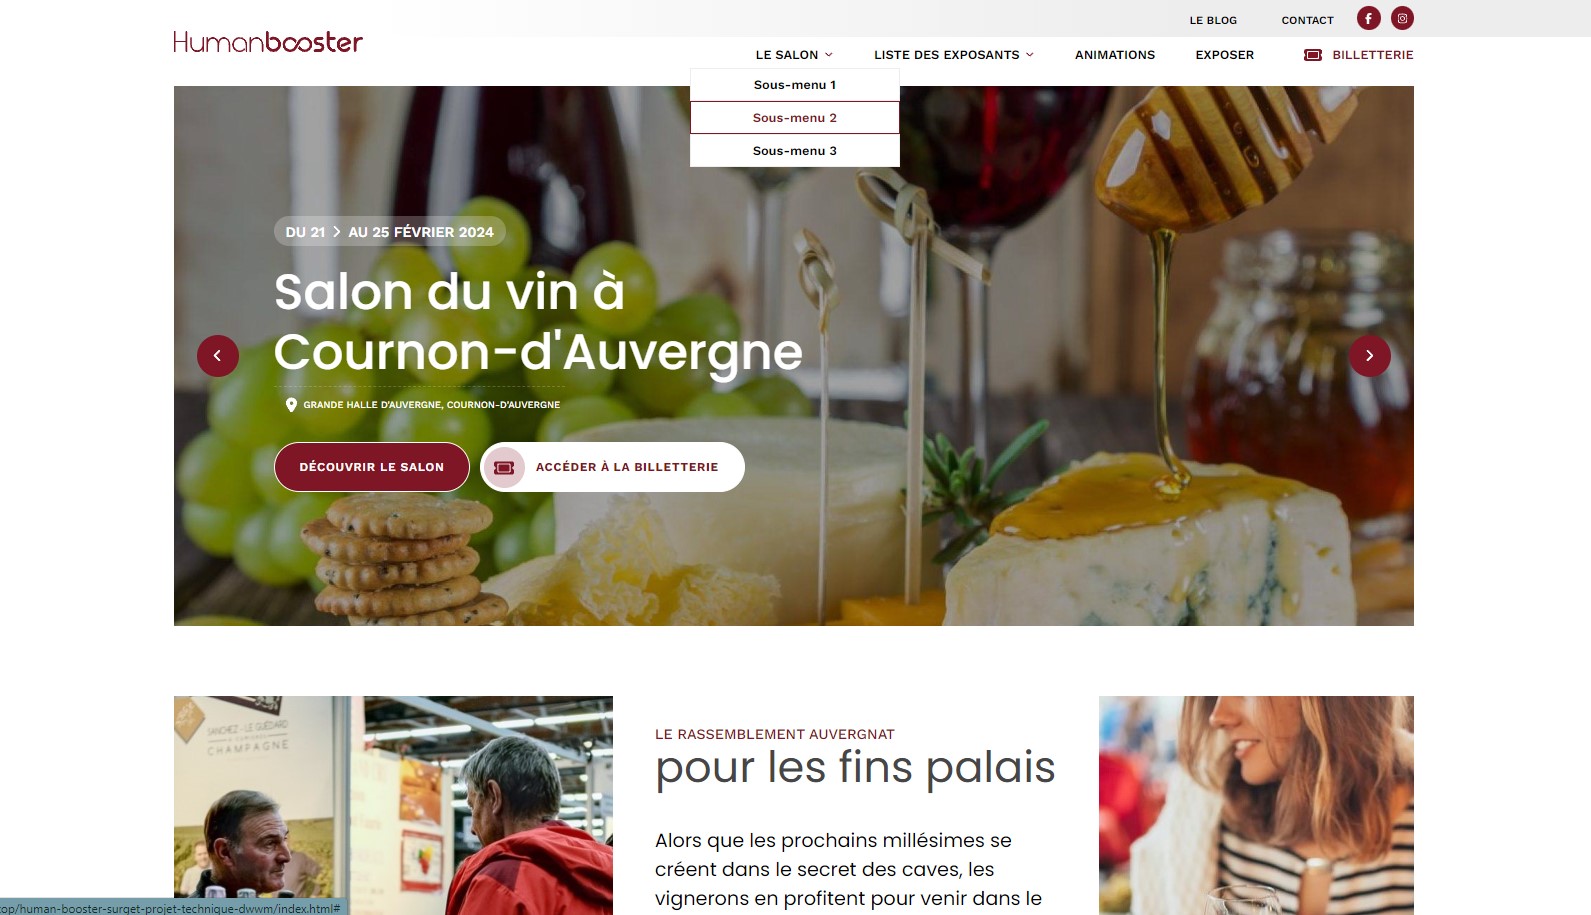 LE BLOG CONTACT
Humanbooster
LE SALON LISTE DES EXPOSANTS ANIMATIONS EXPOSER BILLETTERIE
Sous-menu 1
Sous-menu 2
Sous-menu 3
DU 21 > AU 25 FÉVRIER 2024
Salon du vin à
Cournon-d'Auvergne
GRANDE HALLE D'AUVERGNE, COURNON-D'AUVERGNE
DÉCOUVRIR LE SALON ACCÉDER À LA BILLETTERIE
SANCHEZ - LE GUÉDARD
CHAMPAGNE
LE RASSEMBLEMENT AUVERGNAT
pour les fins palais
Alors que les prochains millésimes se
créent dans le secret des caves, les
vignerons en profitent pour venir dans le
top/human-booster-surget-projet-technique-dwwm/index.html#